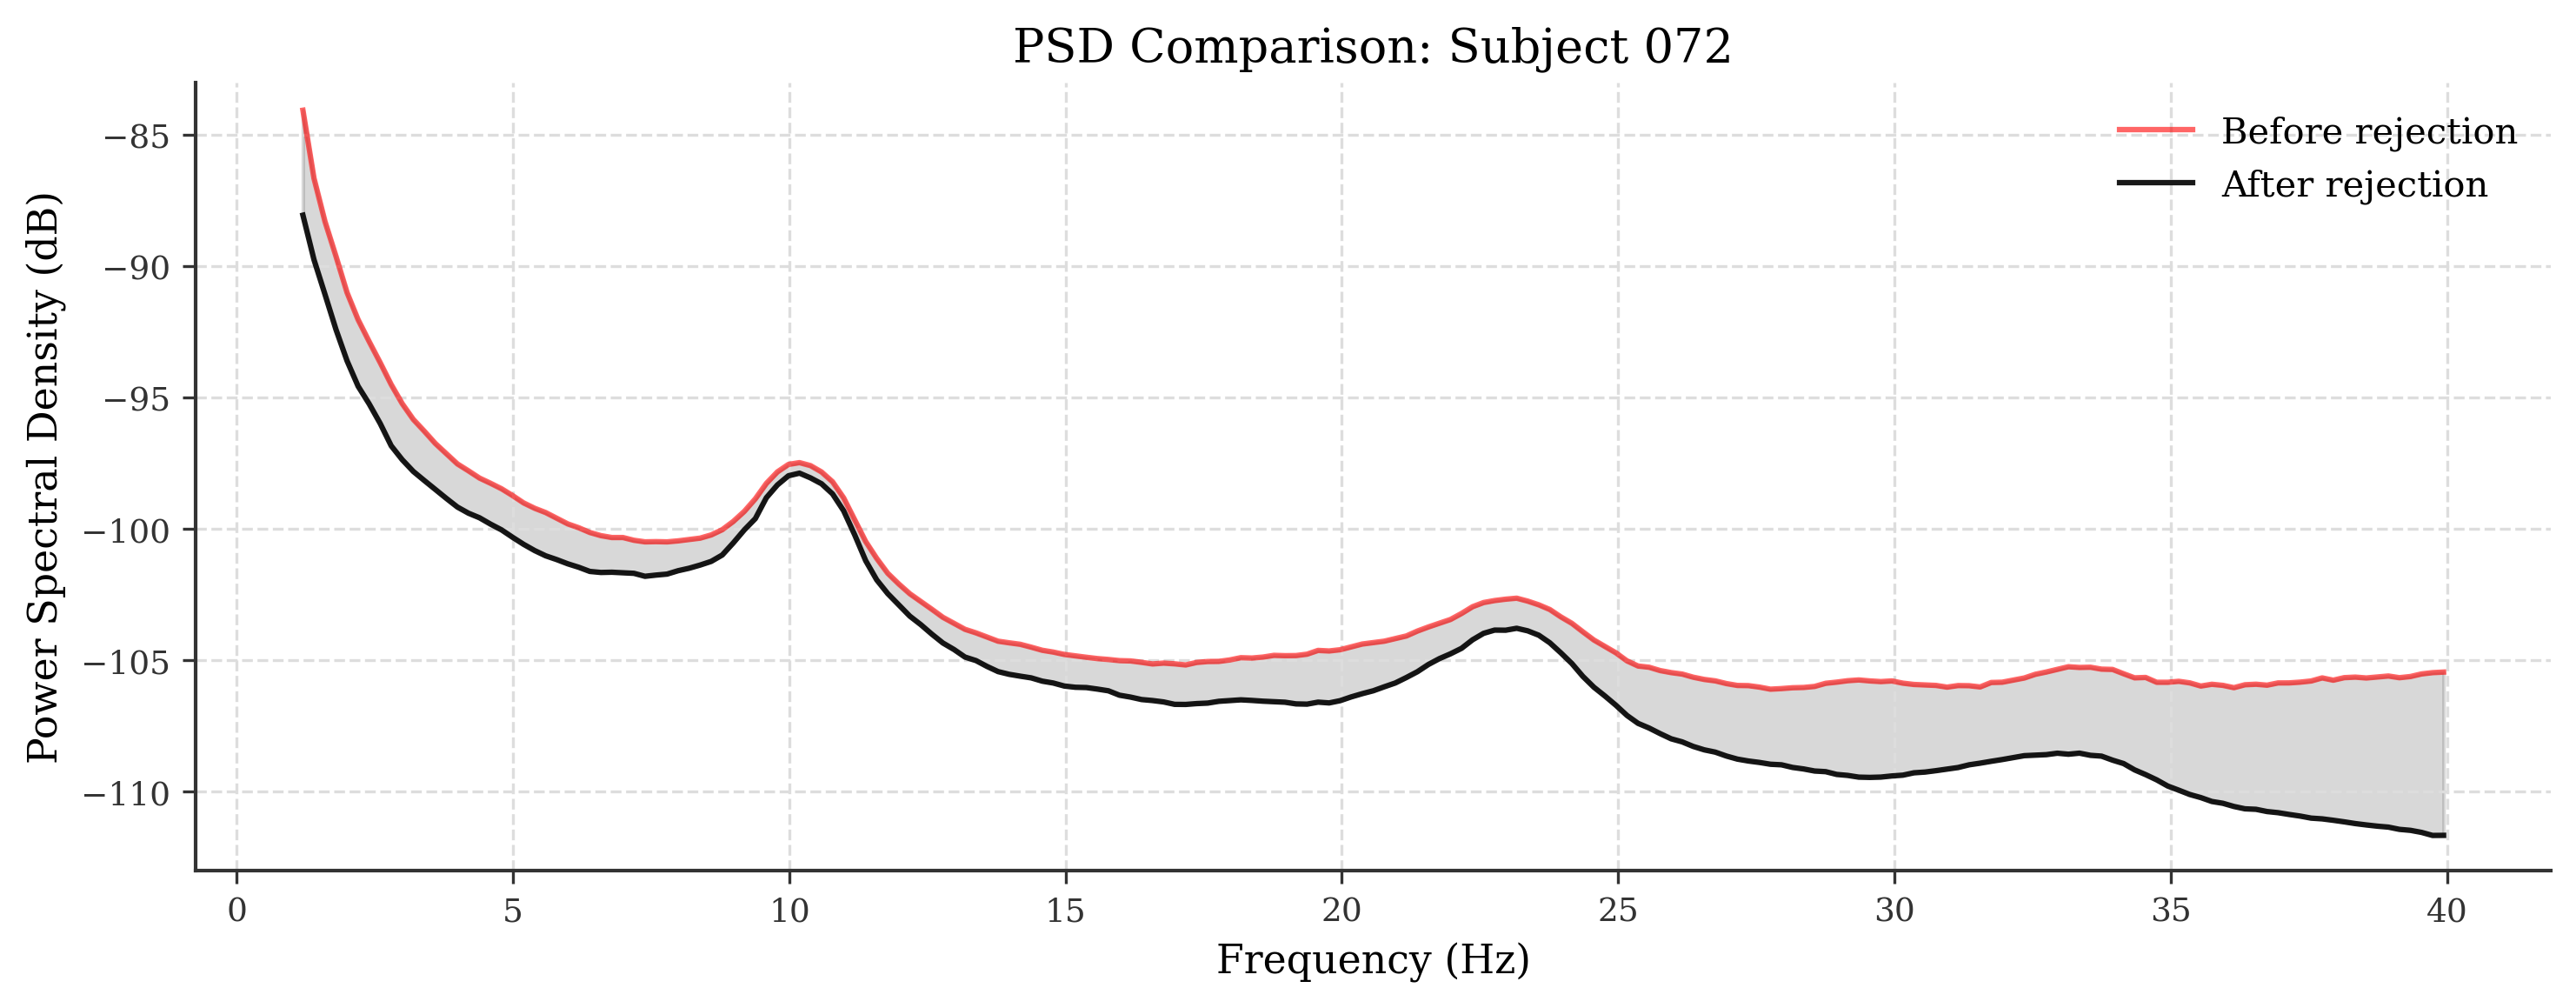 PSD Comparison: Subject 072
Before rejection
After rejection
Power Spectral Density (dB)
−85
−90
−95
−100
−105
−110
0 5 10 15 20 25 30 35 40
Frequency (Hz)